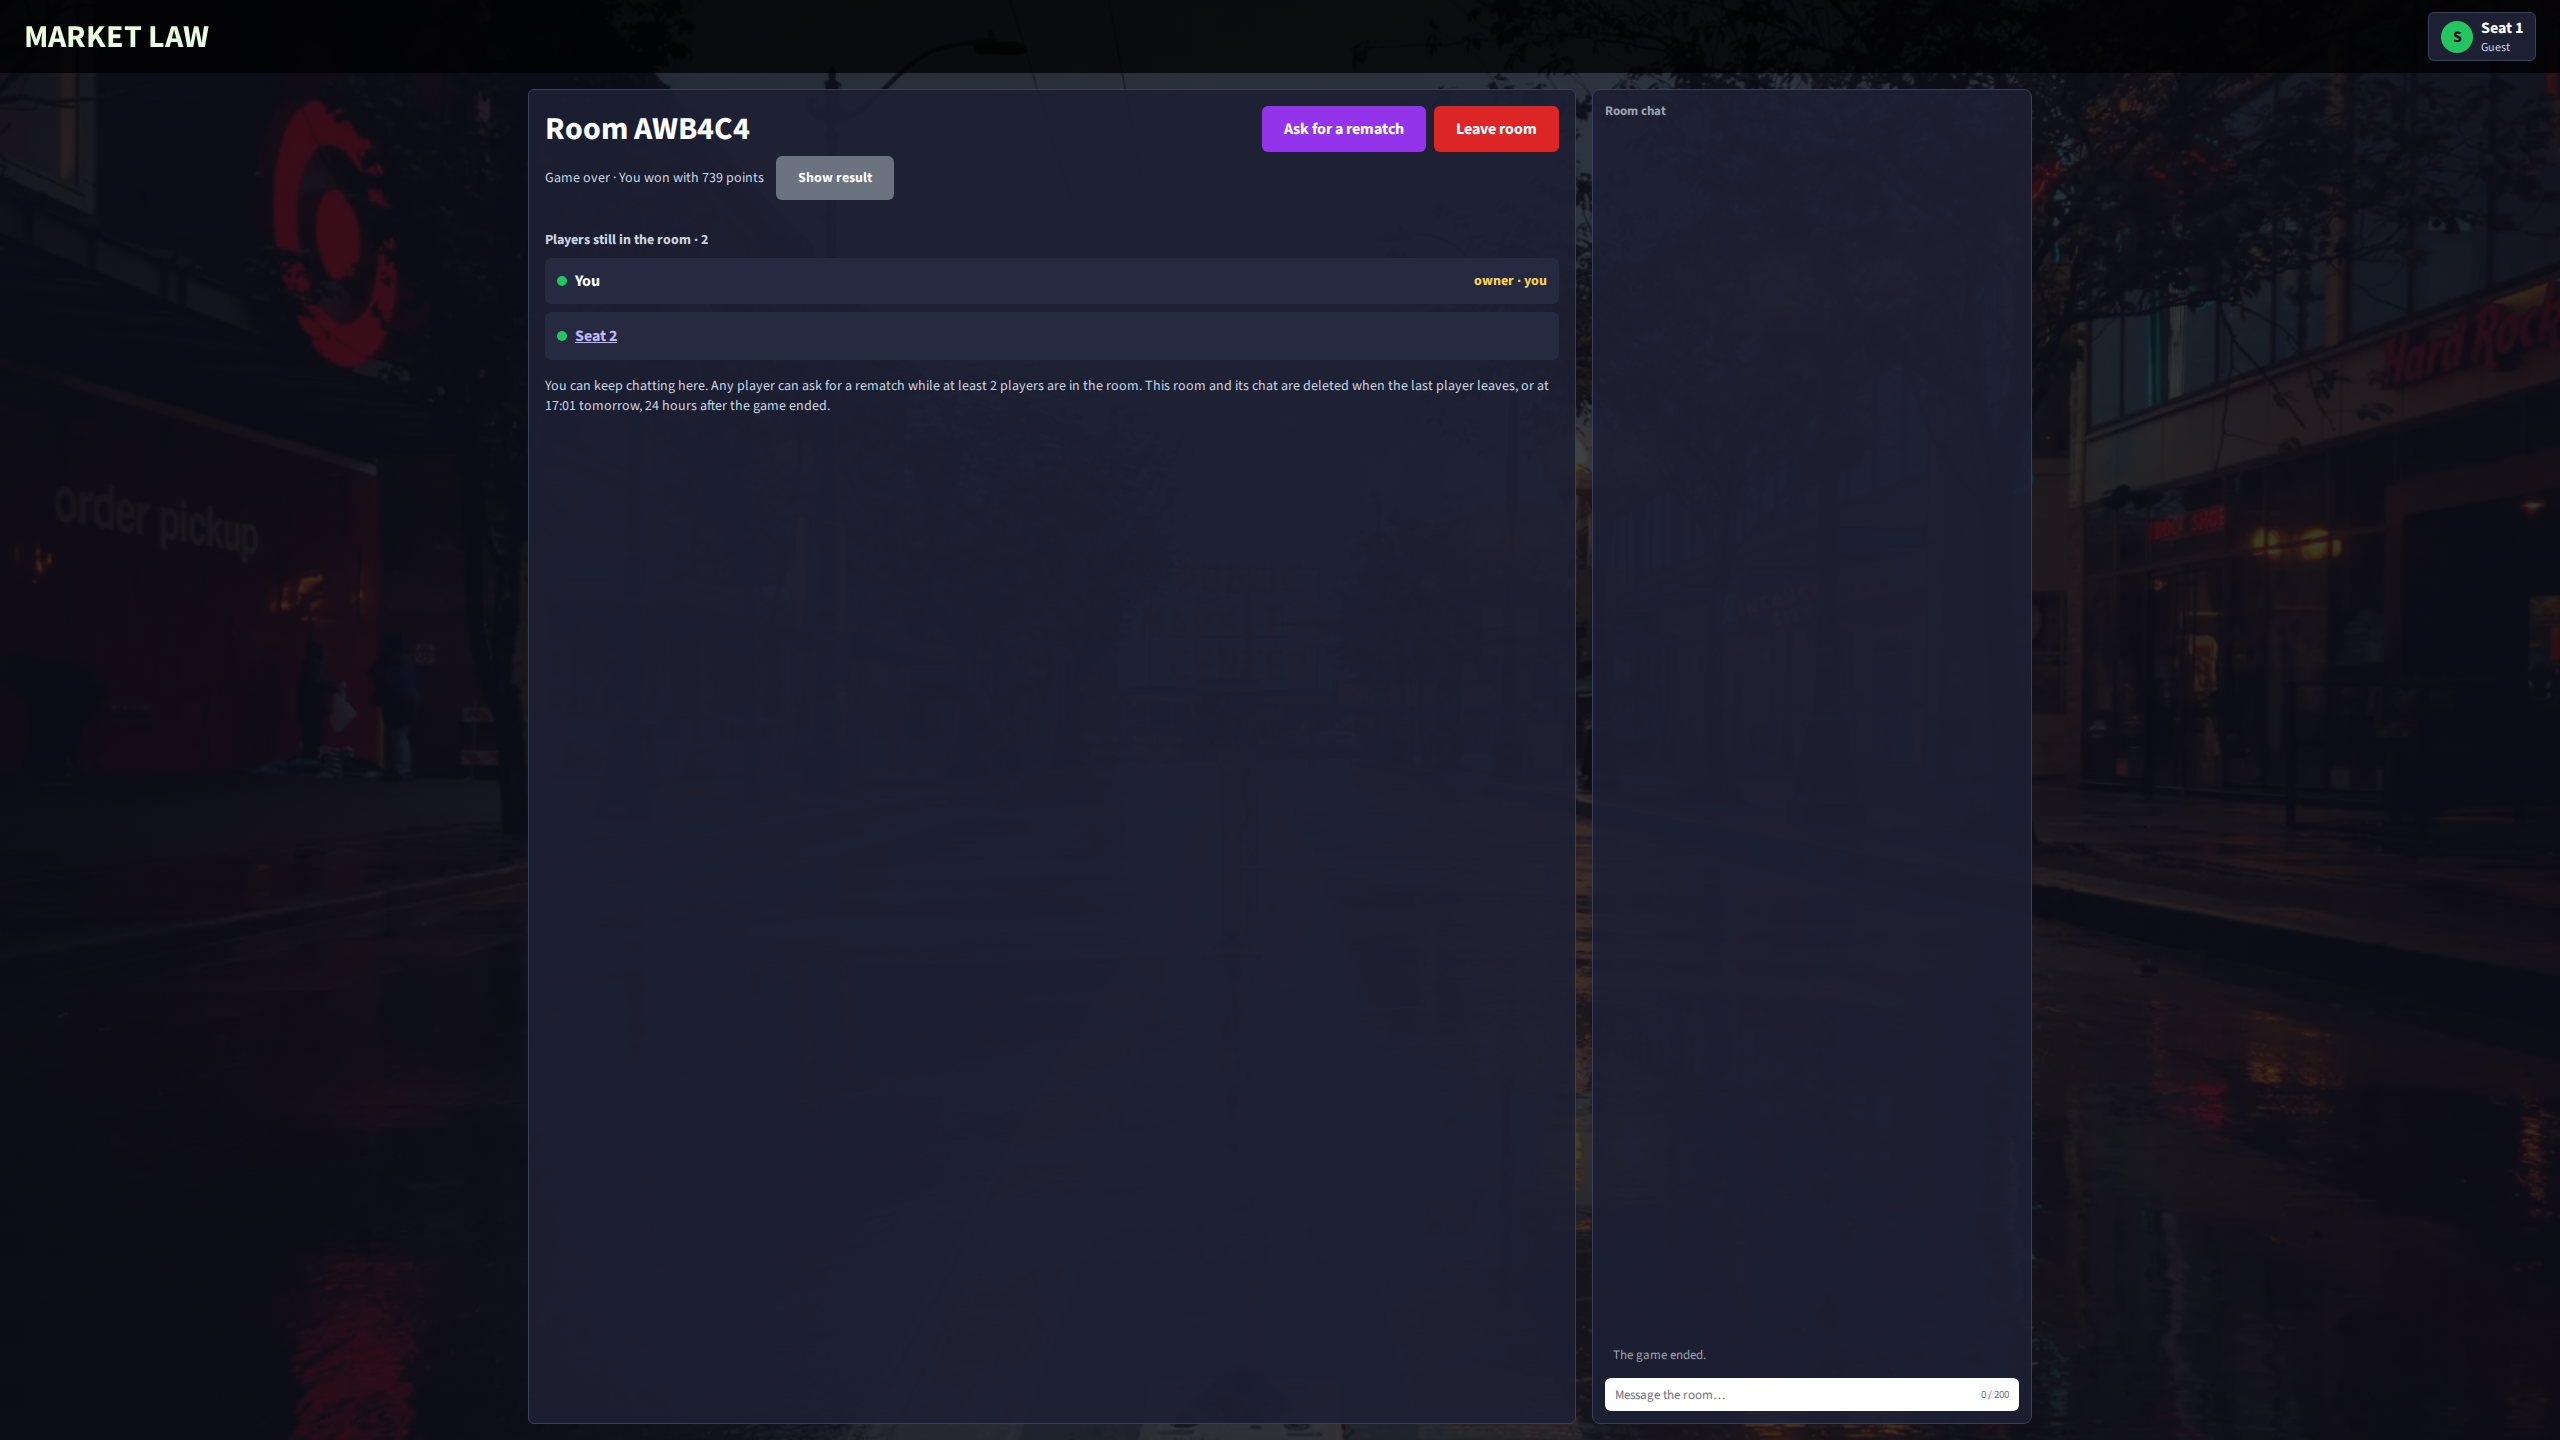 MARKET LAW
S
Seat 1
Guest
Room AWB4C4
Ask for a rematch
Leave room
Game over · You won with 739 points
Show result
Players still in the room · 2
You
owner · you
Seat 2
You can keep chatting here. Any player can ask for a rematch while at least 2 players are in the room. This room and its chat are deleted when the last player leaves, or at
17:01 tomorrow, 24 hours after the game ended.
Room chat
The game ended.
Message the room…
0 / 200
order pickup
Hard Rock